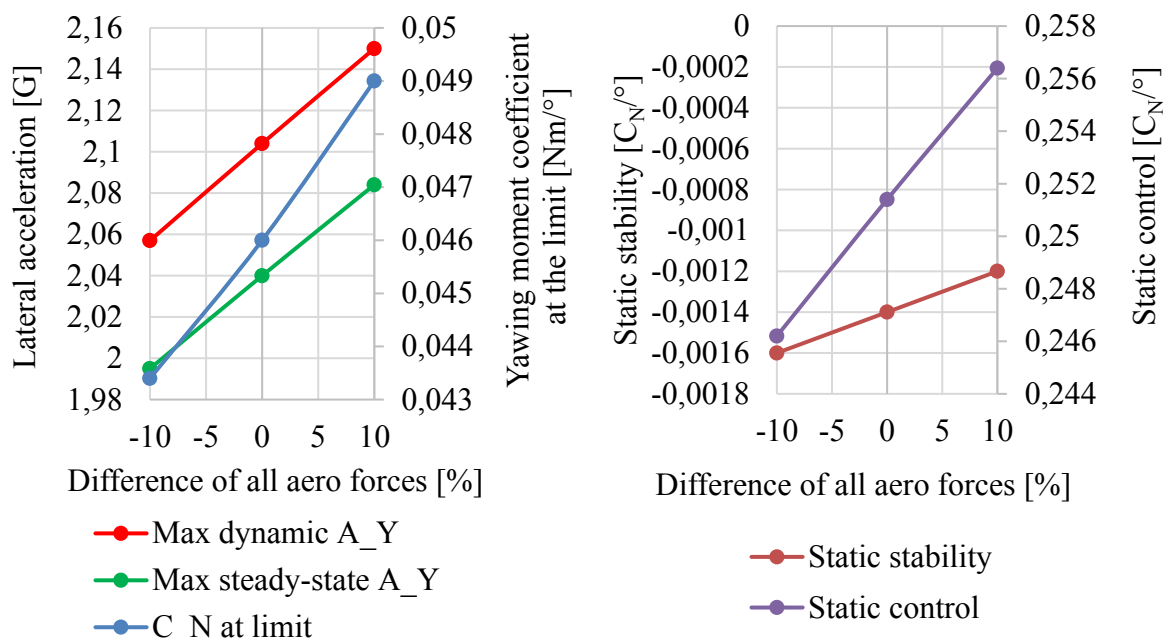 2,16
2,14
2,12
2,1
2,08
2,06
2,04
2,02
2
1,98
Lateral acceleration [G]
0,05
0,049
0,048
0,047
0,046
0,045
0,044
0,043
Yawing moment coefficient
at the limit [Nm/°]
-10 -5 0 5 10
Difference of all aero forces [%]
Max dynamic A_Y
Max steady-state A_Y
C_N at limit
0
-0,0002
-0,0004
-0,0006
-0,0008
-0,001
-0,0012
-0,0014
-0,0016
-0,0018
Static stability [C_N/°]
0,258
0,256
0,254
0,252
0,25
0,248
0,246
0,244
Static control [C_N/°]
-10 -5 0 5 10
Difference of all aero forces [%]
Static stability
Static control